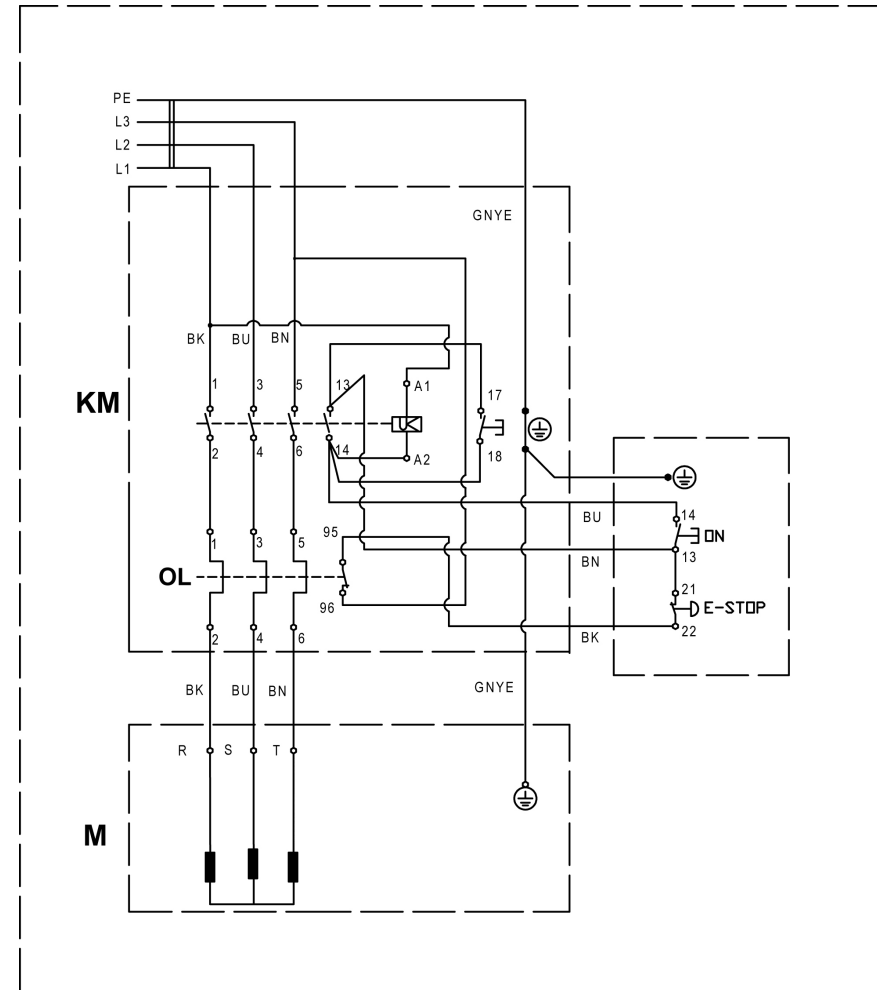 PE
L3
L2
L1
GNYE
BK BU BN
1 3 5 13 A1 17
KM
2 4 6 14 A2 18
14
BU
ON
1 3 5 95 BN 13
OL
21
96 E-STOP
2 4 6 BK 22
BK BU BN GNYE
R S T
M